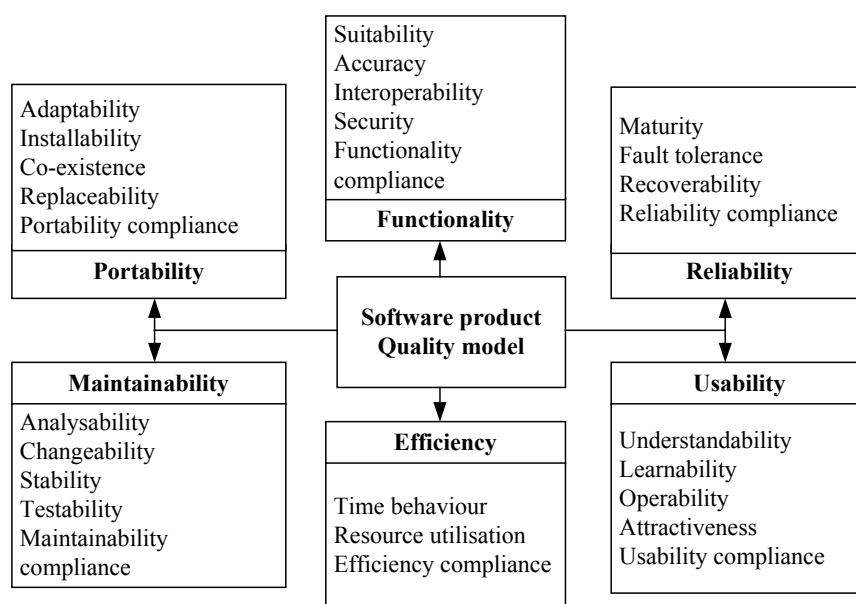 Suitability
Accuracy
Interoperability
Security
Functionality
compliance
Functionality
Adaptability
Installability
Co-existence
Replaceability
Portability compliance
Portability
Maturity
Fault tolerance
Recoverability
Reliability compliance
Reliability
Software product
Quality model
Maintainability
Analysability
Changeability
Stability
Testability
Maintainability
compliance
Efficiency
Time behaviour
Resource utilisation
Efficiency compliance
Usability
Understandability
Learnability
Operability
Attractiveness
Usability compliance